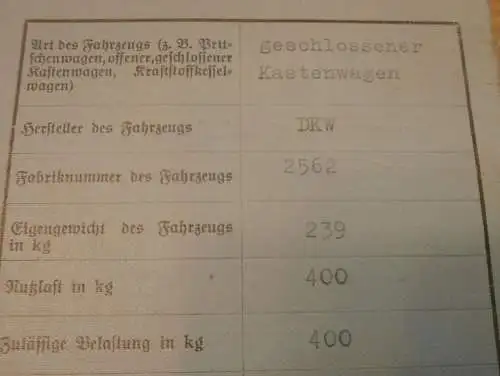 Art des Fahrzeugs (z. B. Prit-
schenwagen, offener, geschlossener
Kastenwagen, Kraftstoffkessel-
wagen)
geschlossener
Kastenwagen
Hersteller des Fahrzeugs
DKW
Fabriknummer des Fahrzeugs
2562
Eigengewicht des Fahrzeugs
in kg
239
Nutzlast in kg
400
Zulässige Belastung in kg
400